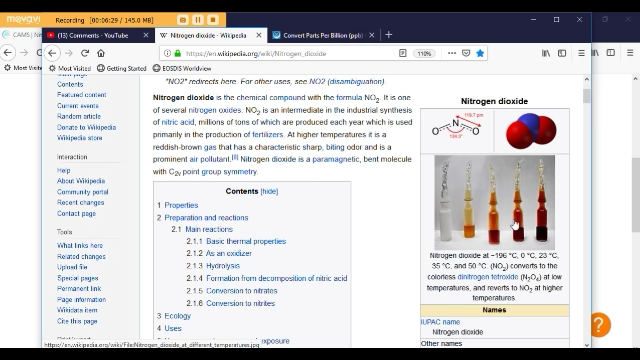 movavi
Recording 00:06:29 / 145.0 MB
CAMS | Nit
(1) Comments - YouTube
Nitrogen dioxide - Wikipedia
Convert Parts Per Billion (ppb)
https://en.wikipedia.org/wiki/Nitrogen_dioxide
110%
Most Visited
Most Visited Getting Started EOSDIS Worldview
Contents
Featured content
Current events
Random article
Donate to Wikipedia
Wikipedia store
Interaction
Help
About Wikipedia
Community portal
Recent changes
Contact page
Tools
What links here
Related changes
Upload file
Special pages
Permanent link
Page information
Wikidata item
"NO2" redirects here. For other uses, see NO2 (disambiguation).
Nitrogen dioxide is the chemical compound with the formula NO2. It is one
of several nitrogen oxides. NO2 is an intermediate in the industrial synthesis
of nitric acid, millions of tons of which are produced each year which is used
primarily in the production of fertilizers. At higher temperatures it is a
reddish-brown gas that has a characteristic sharp, biting odor and is a
prominent air pollutant.[8] Nitrogen dioxide is a paramagnetic, bent molecule
with C2v point group symmetry.
Contents [hide]
1 Properties
2 Preparation and reactions
2.1 Main reactions
2.1.1 Basic thermal properties
2.1.2 As an oxidizer
2.1.3 Hydrolysis
2.1.4 Formation from decomposition of nitric acid
2.1.5 Conversion to nitrates
2.1.6 Conversion to nitrites
3 Ecology
4 Uses
exposure
Nitrogen dioxide
N
O O
119.7 pm
134.3°
Nitrogen dioxide at −196 °C, 0 °C, 23 °C,
35 °C, and 50 °C. (NO2) converts to the
colorless dinitrogen tetroxide (N2O4) at low
temperatures, and reverts to NO2 at higher
temperatures.
Names
IUPAC name
Nitrogen dioxide
Other names
?
https://en.wikipedia.org/wiki/File:Nitrogen_dioxide_at_different_temperatures.jpg